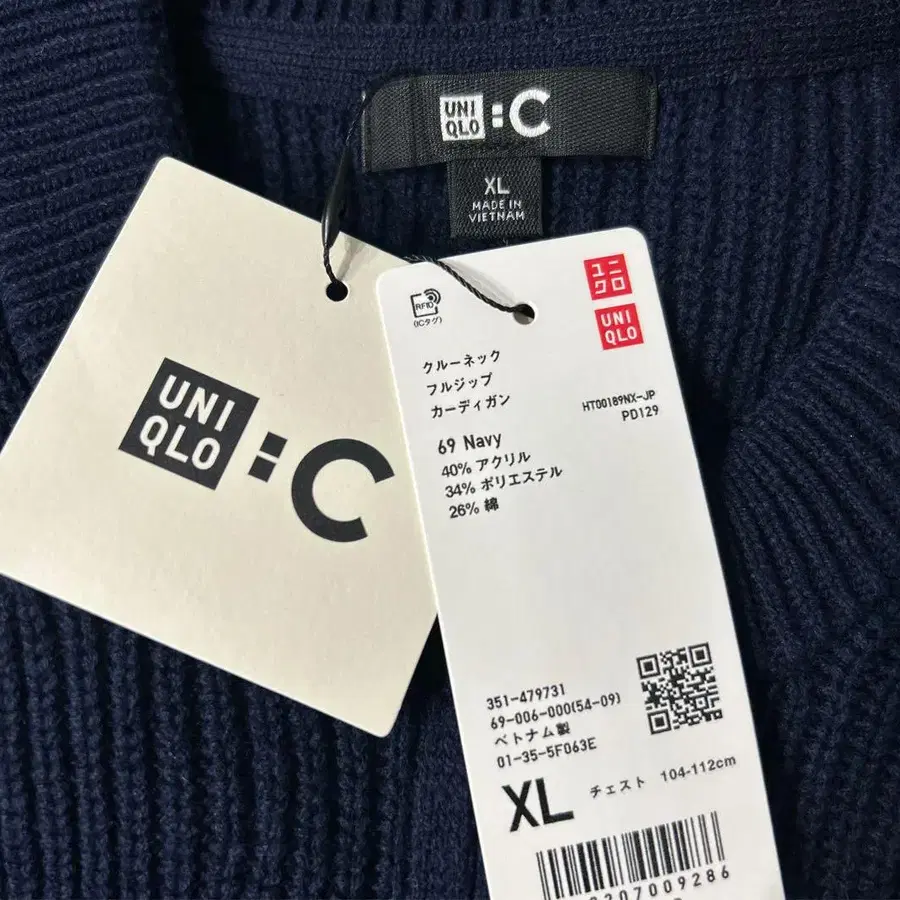 UNI
QLO
:C
XL
MADE IN
VIETNAM
UNI
QLO
:C
RFID
(ICタグ)
ユニ
クロ
UNI
QLO
クルーネック
フルジップ
カーディガン
HT00189NX-JP
PD129
69 Navy
40% アクリル
34% ポリエステル
26% 綿
351-479731
69-006-000(54-09)
ベトナム製
01-35-5F063E
XL チェスト 104-112cm
207009286